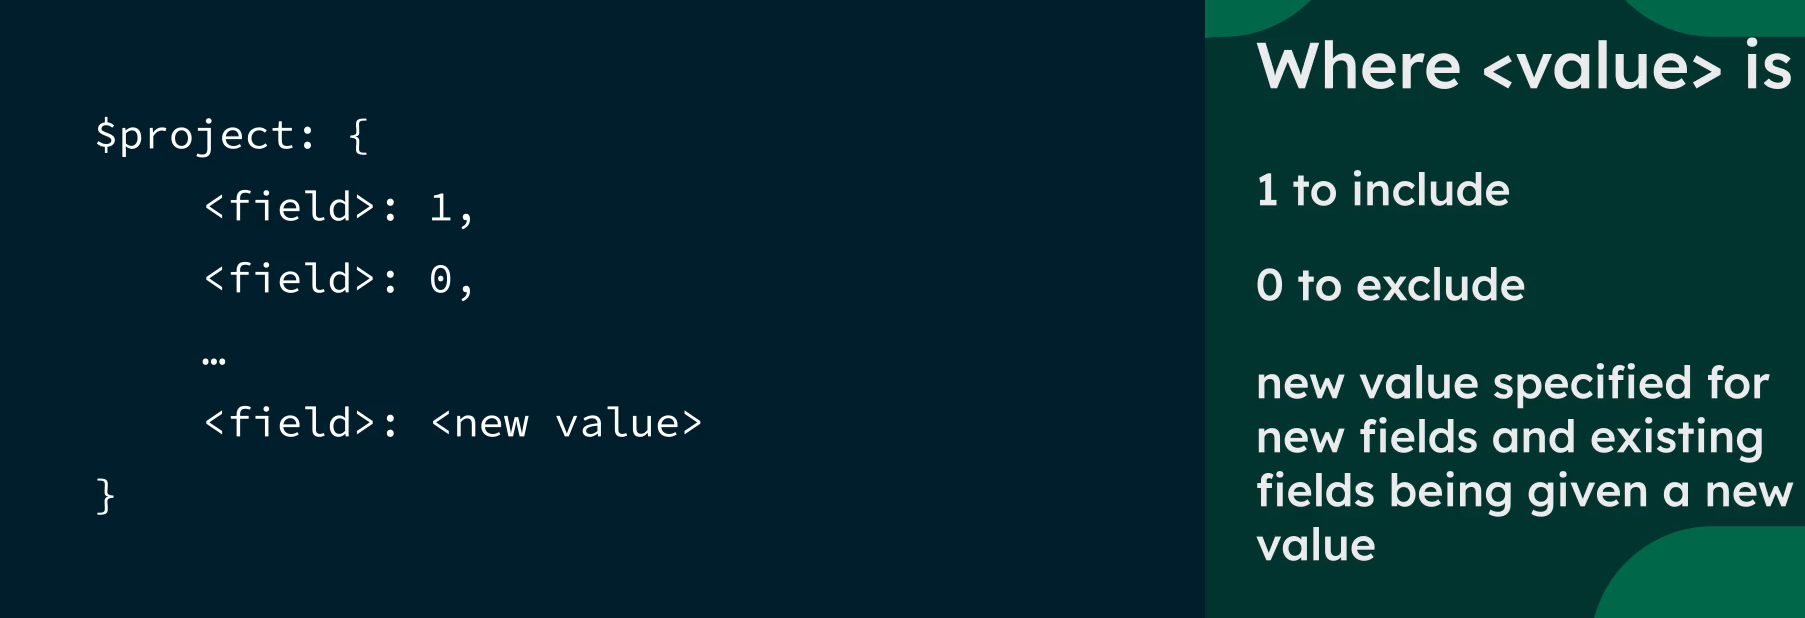 $project: {
<field>: 1,
<field>: 0,
…
<field>: <new value>
}
Where <value> is
1 to include
0 to exclude
new value specified for
new fields and existing
fields being given a new
value